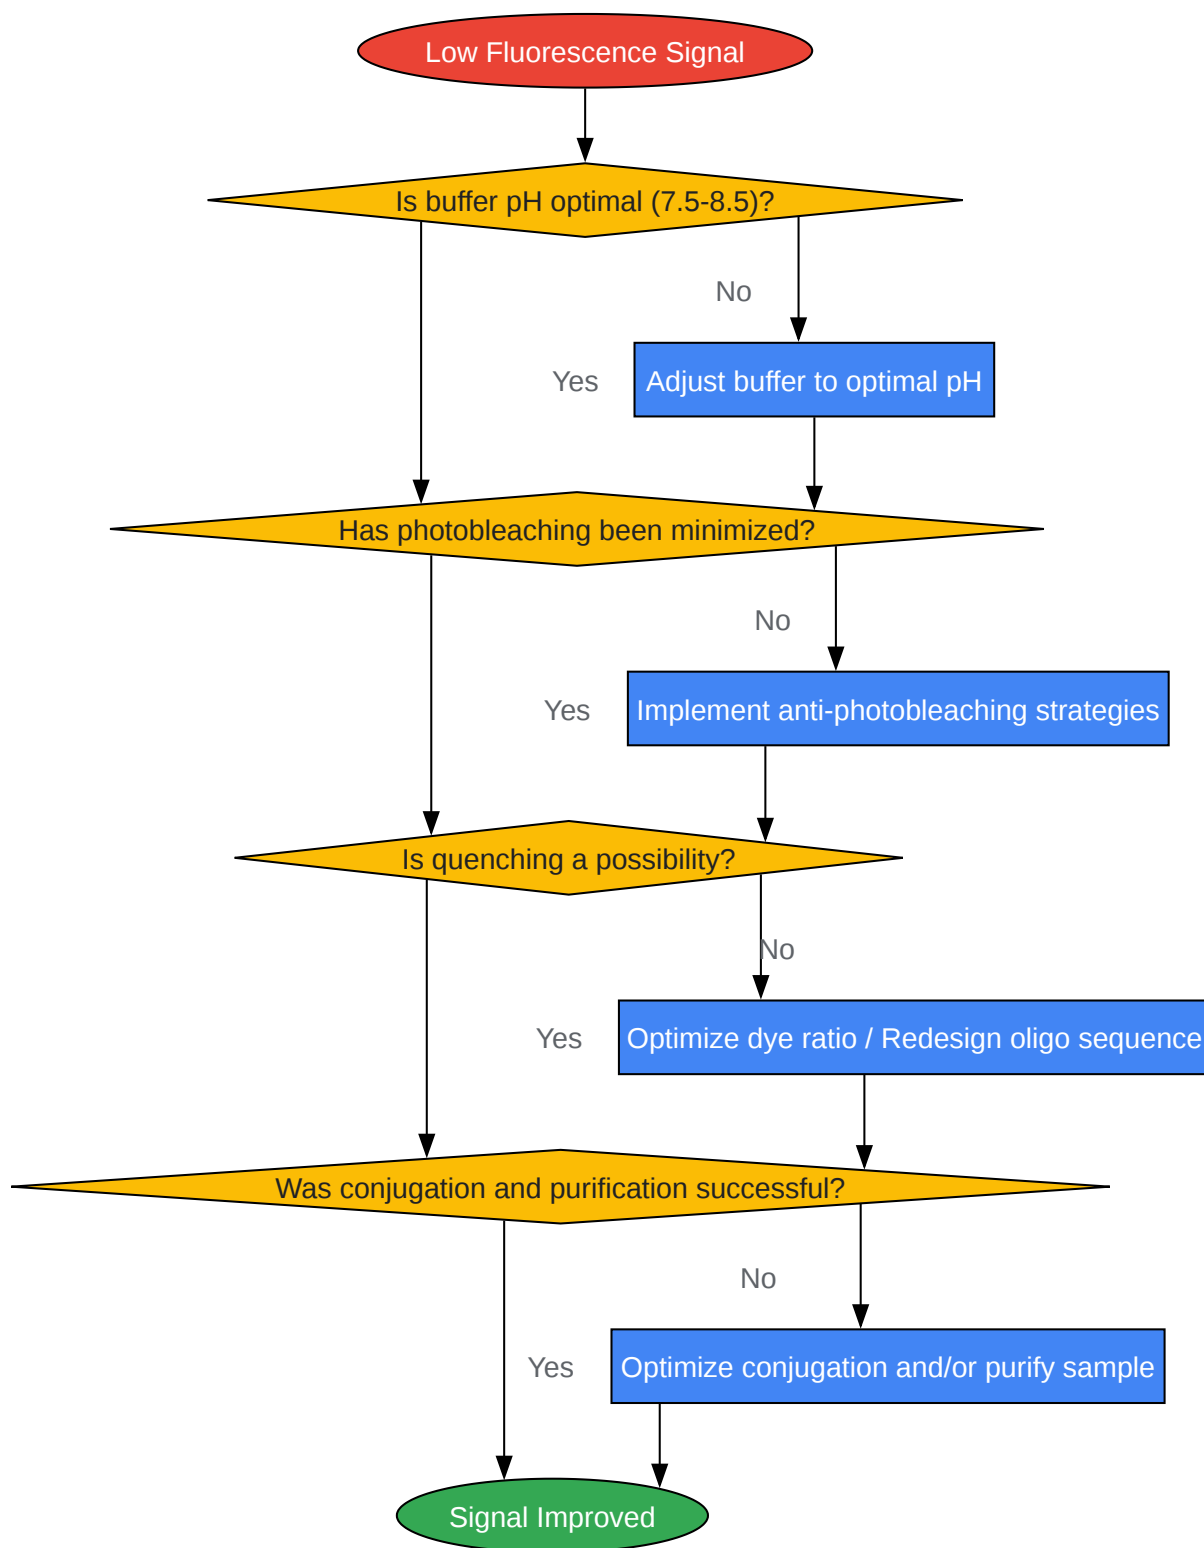 Low Fluorescence Signal
Is buffer pH optimal (7.5-8.5)?
No
Yes
Adjust buffer to optimal pH
Has photobleaching been minimized?
No
Yes
Implement anti-photobleaching strategies
Is quenching a possibility?
No
Yes
Optimize dye ratio / Redesign oligo sequence
Was conjugation and purification successful?
No
Yes
Optimize conjugation and/or purify sample
Signal Improved